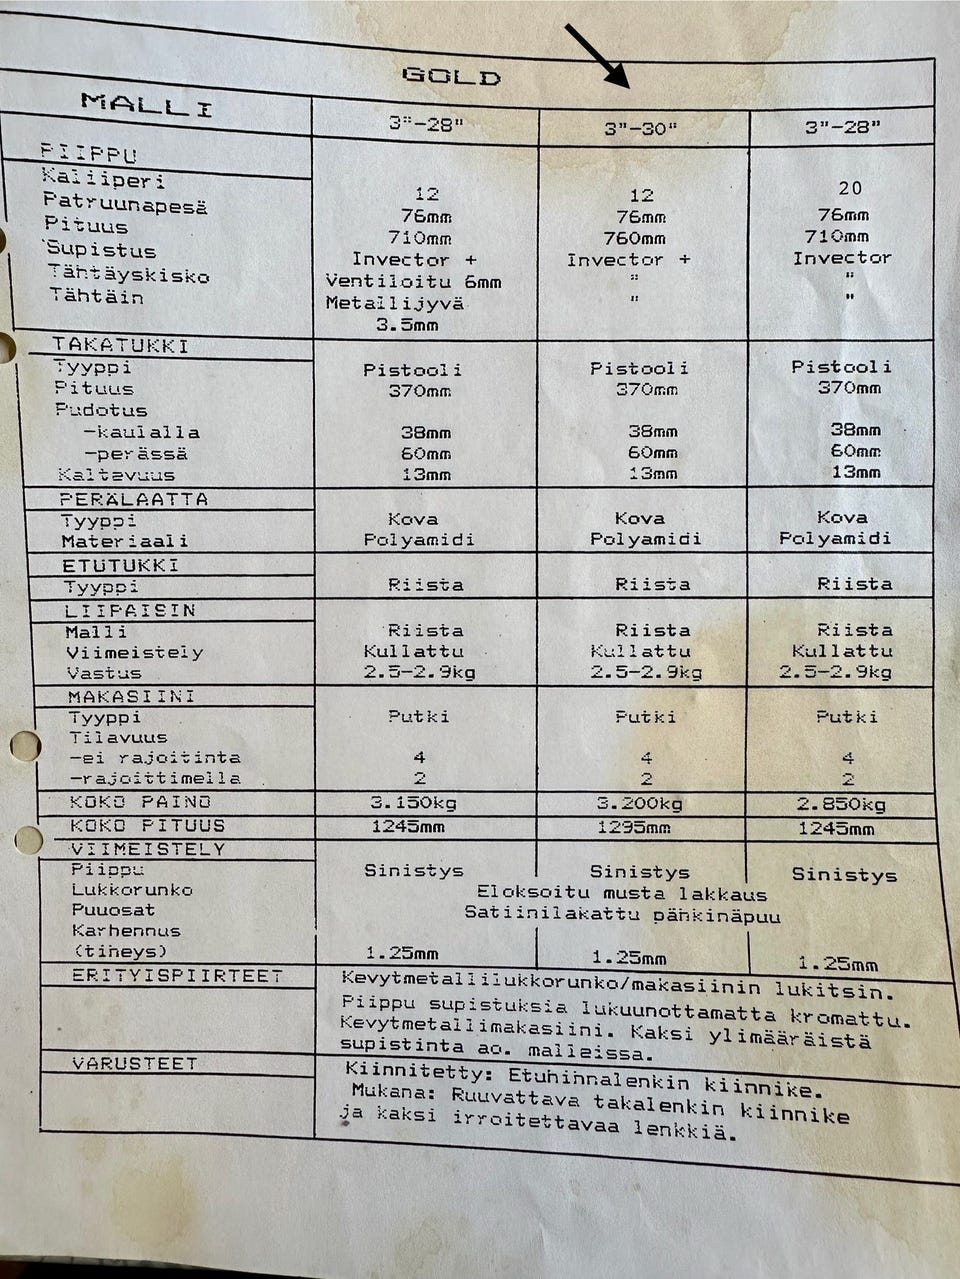 GOLD
MALLI 3"-28" 3"-30" 3"-28"
PIIPPU
Kaliiperi 12 12 20
Patruunapesä 76mm 76mm 76mm
Pituus 710mm 760mm 710mm
Supistus Invector + Invector + Invector
Tähtäyskisko Ventiloitu 6mm " "
Tähtäin Metallijyvä " "
3.5mm
TAKATUKKI
Tyyppi Pistooli Pistooli Pistooli
Pituus 370mm 370mm 370mm
Pudotus
-kaulalla 38mm 38mm 38mm
-perässä 60mm 60mm 60mm
Kaltevuus 13mm 13mm 13mm
PERÄLAATTA
Tyyppi Kova Kova Kova
Materiaali Polyamidi Polyamidi Polyamidi
ETUTUKKI
Tyyppi Riista Riista Riista
LIIPAISIN
Malli Riista Riista Riista
Viimeistely Kullattu Kullattu Kullattu
Vastus 2.5-2.9kg 2.5-2.9kg 2.5-2.9kg
MAKASIINI
Tyyppi Putki Putki Putki
Tilavuus
-ei rajoitinta 4 4 4
-rajoittimella 2 2 2
KOKO PAINO 3.150kg 3.200kg 2.850kg
KOKO PITUUS 1245mm 1295mm 1245mm
VIIMEISTELY
Piippu Sinistys Sinistys Sinistys
Lukkorunko Eloksoitu musta lakkaus
Puuosat Satiinilakattu pähkinäpuu
Karhennus
(tiheys) 1.25mm 1.25mm 1.25mm
ERITYISPIIRTEET Kevytmetallilukkorunko/makasiinin lukitsin.
Piippu supistuksia lukuunottamatta kromattu.
Kevytmetallimakasiini. Kaksi ylimääräistä
supistinta ao. malleissa.
VARUSTEET Kiinnitetty: Etuhihnalenkin kiinnike.
Mukana: Ruuvattava takalenkin kiinnike
ja kaksi irroitettavaa lenkkiä.